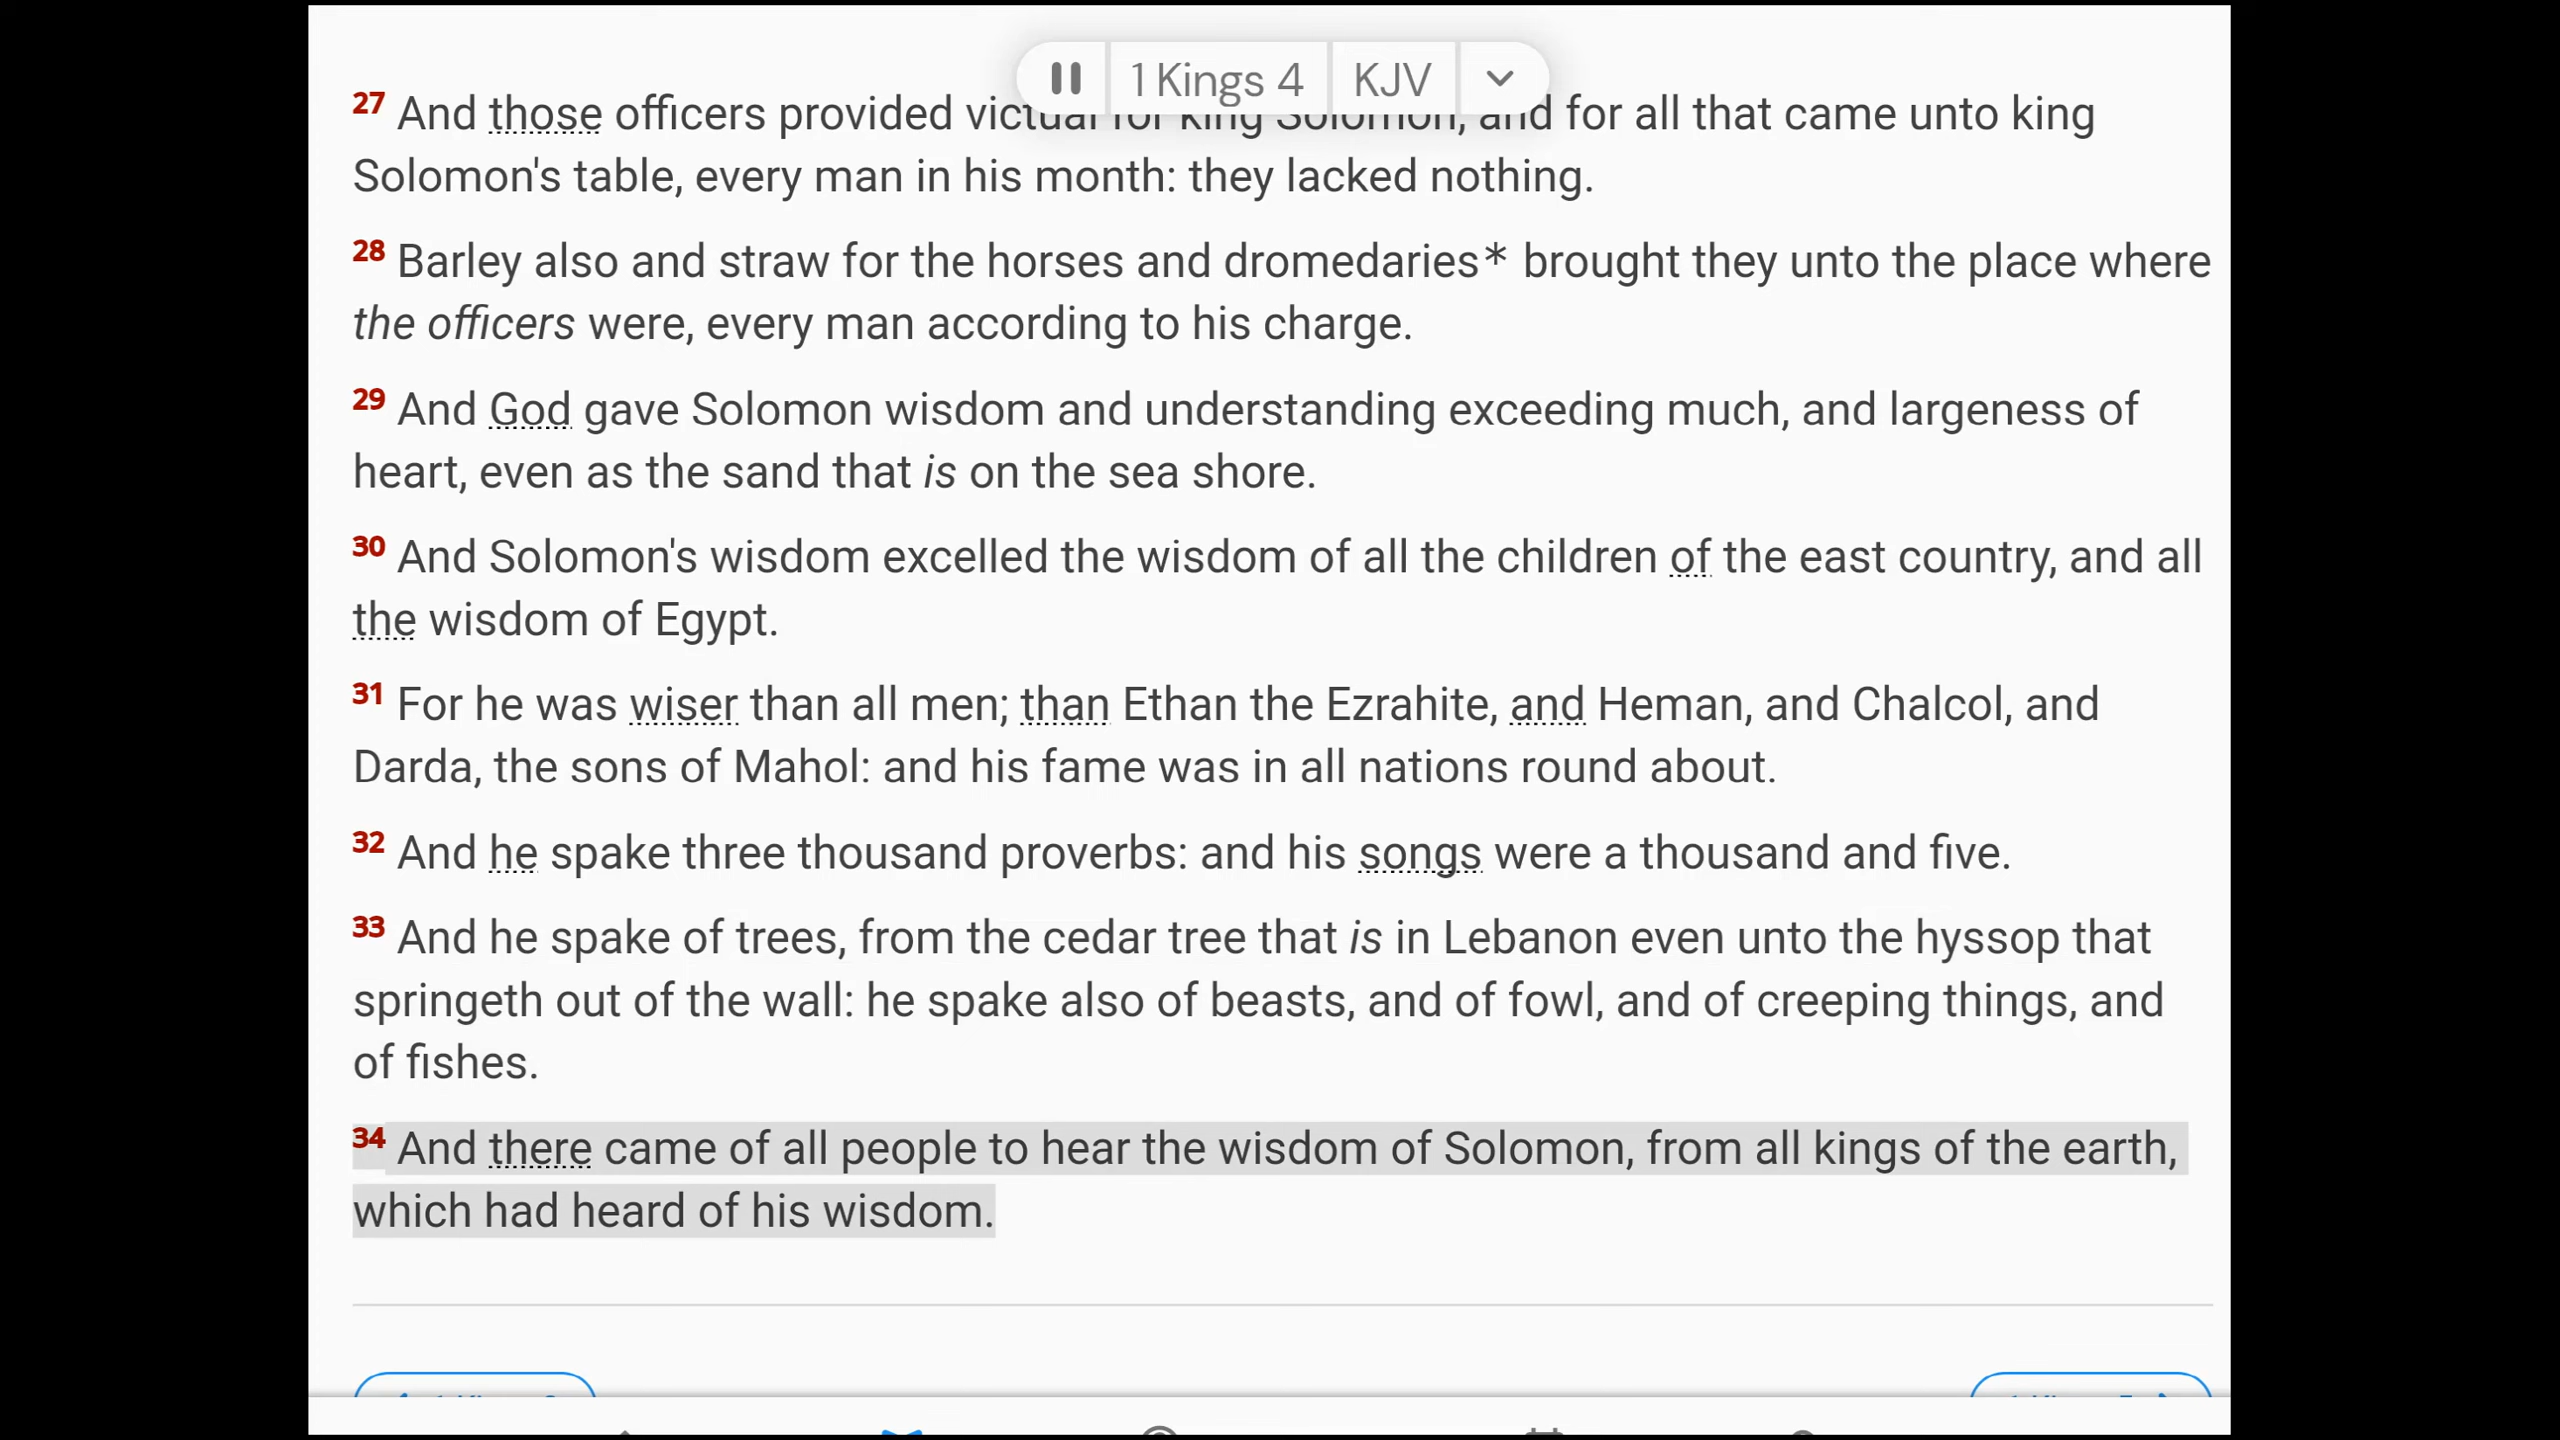 1 Kings 4 KJV
27 And those officers provided victual for king Solomon, and for all that came unto king
Solomon's table, every man in his month: they lacked nothing.
28 Barley also and straw for the horses and dromedaries* brought they unto the place where
the officers were, every man according to his charge.
29 And God gave Solomon wisdom and understanding exceeding much, and largeness of
heart, even as the sand that is on the sea shore.
30 And Solomon's wisdom excelled the wisdom of all the children of the east country, and all
the wisdom of Egypt.
31 For he was wiser than all men; than Ethan the Ezrahite, and Heman, and Chalcol, and
Darda, the sons of Mahol: and his fame was in all nations round about.
32 And he spake three thousand proverbs: and his songs were a thousand and five.
33 And he spake of trees, from the cedar tree that is in Lebanon even unto the hyssop that
springeth out of the wall: he spake also of beasts, and of fowl, and of creeping things, and
of fishes.
34 And there came of all people to hear the wisdom of Solomon, from all kings of the earth,
which had heard of his wisdom.